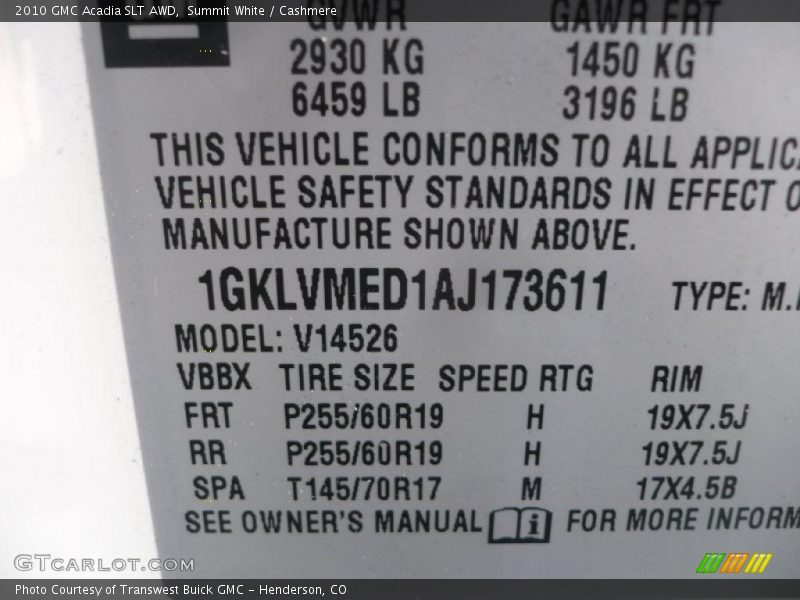 2010 GMC Acadia SLT AWD, Summit White / Cashmere
GVWR GAWR FRT
2930 KG 1450 KG
6459 LB 3196 LB
THIS VEHICLE CONFORMS TO ALL APPLICA
VEHICLE SAFETY STANDARDS IN EFFECT O
MANUFACTURE SHOWN ABOVE.
1GKLVMED1AJ173611 TYPE: M.
MODEL: V14526
VBBX TIRE SIZE SPEED RTG RIM
FRT P255/60R19 H 19X7.5J
RR P255/60R19 H 19X7.5J
SPA T145/70R17 M 17X4.5B
SEE OWNER'S MANUAL i FOR MORE INFORM
GTCarlot.com
Photo Courtesy of Transwest Buick GMC - Henderson, CO